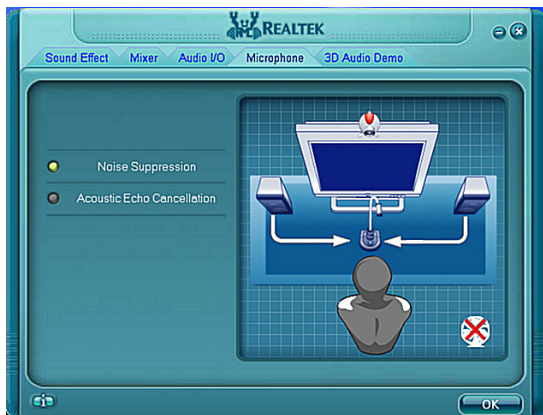 REALTEK
Sound Effect Mixer Audio I/O Microphone 3D Audio Demo
Noise Suppression
Acoustic Echo Cancellation
i
OK